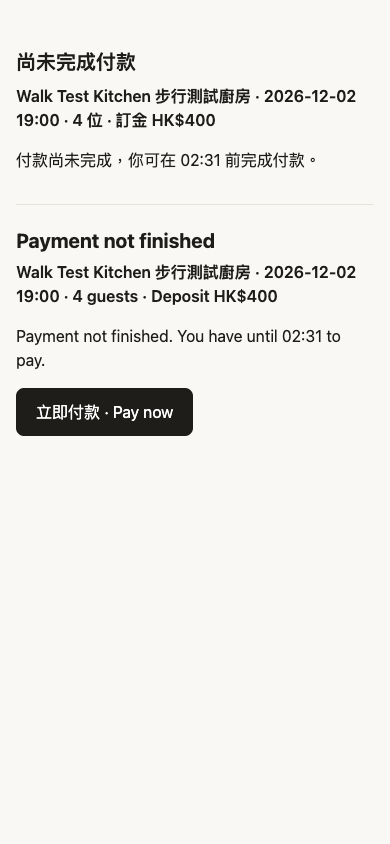 尚未完成付款
Walk Test Kitchen 步行測試廚房 · 2026-12-02
19:00 · 4 位 · 訂金 HK$400
付款尚未完成，你可在 02:31 前完成付款。
Payment not finished
Walk Test Kitchen 步行測試廚房 · 2026-12-02
19:00 · 4 guests · Deposit HK$400
Payment not finished. You have until 02:31 to
pay.
立即付款 · Pay now